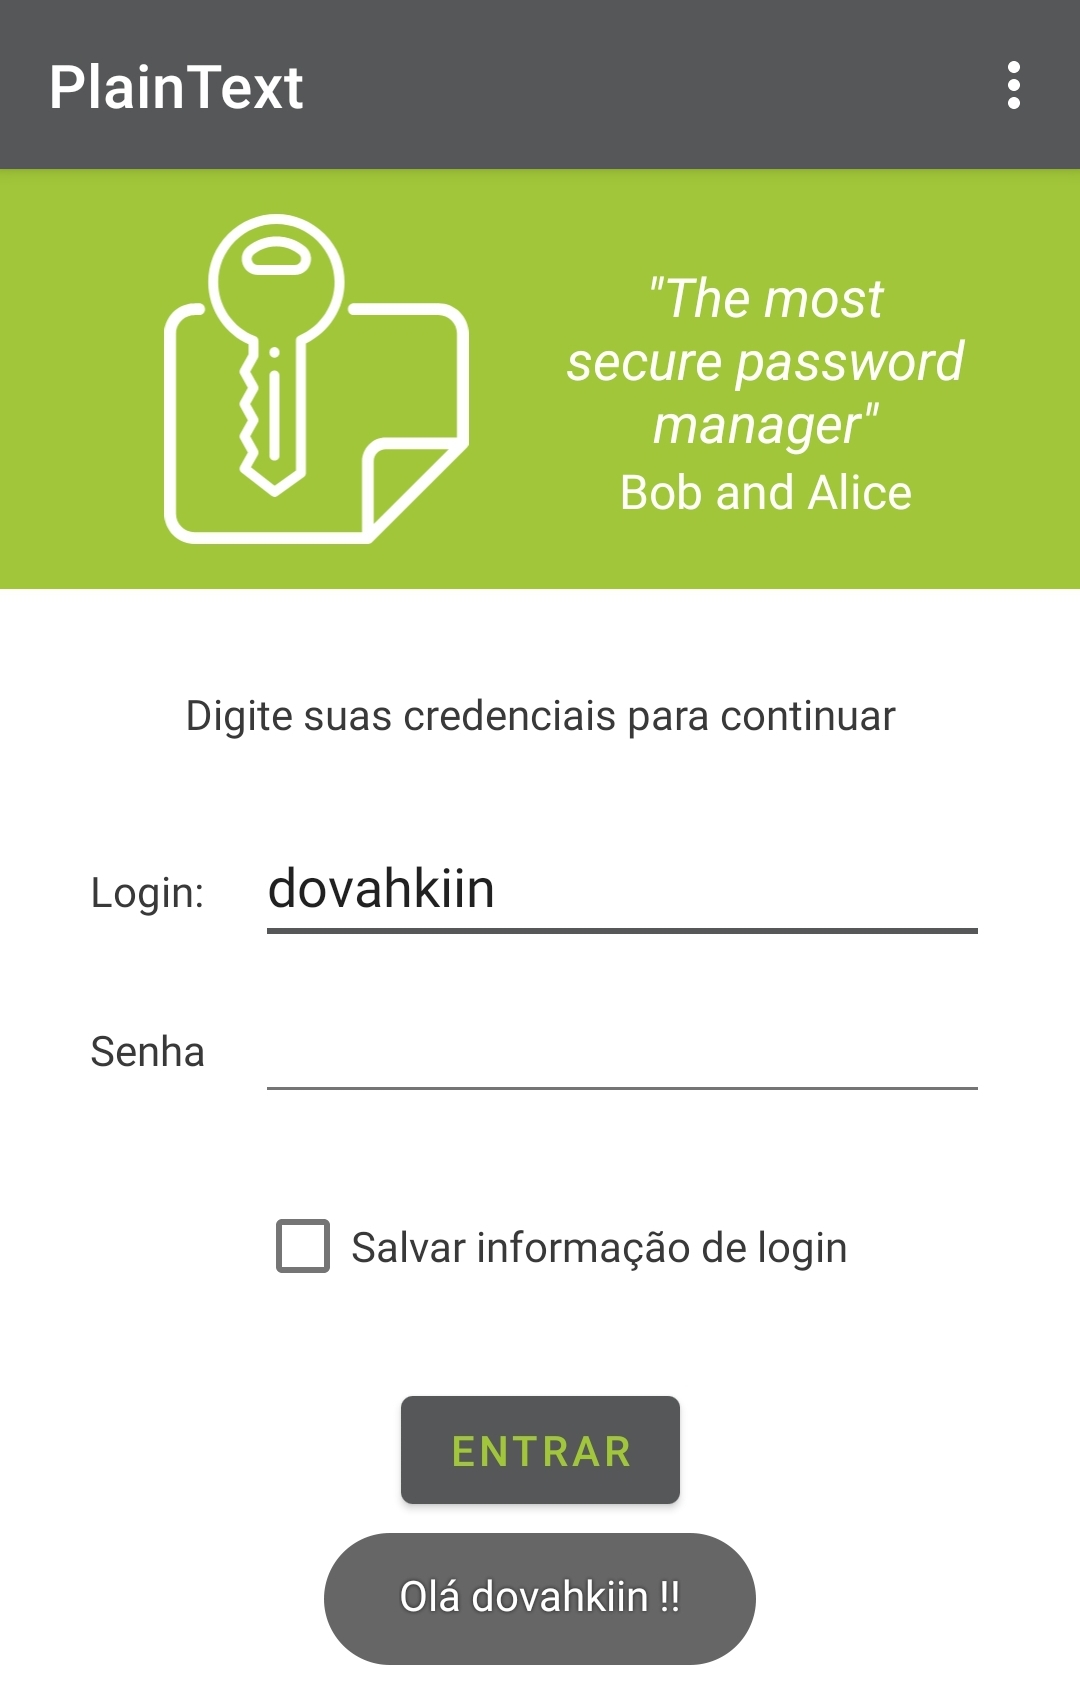 PlainText
"The most
secure password
manager"
Bob and Alice
Digite suas credenciais para continuar
Login: dovahkiin
Senha
Salvar informação de login
ENTRAR
Olá dovahkiin !!